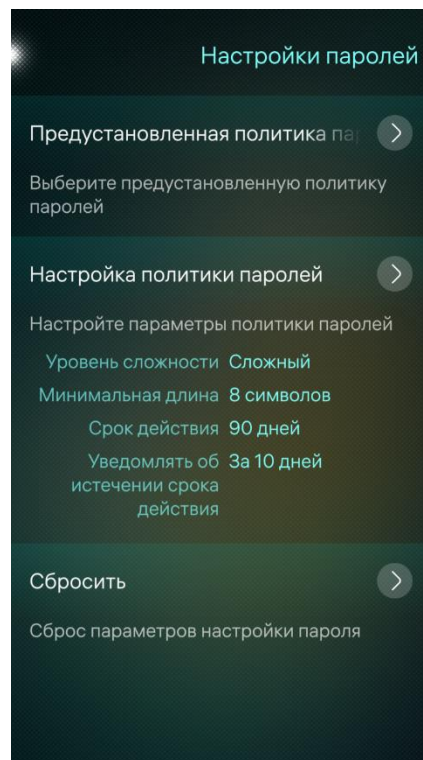 Настройки паролей
Предустановленная политика
Выберите предустановленную политику
паролей
Настройка политики паролей
Настройте параметры политики паролей
Уровень сложности Сложный
Минимальная длина 8 символов
Срок действия 90 дней
Уведомлять об За 10 дней
истечении срока
действия
Сбросить
Сброс параметров настройки пароля